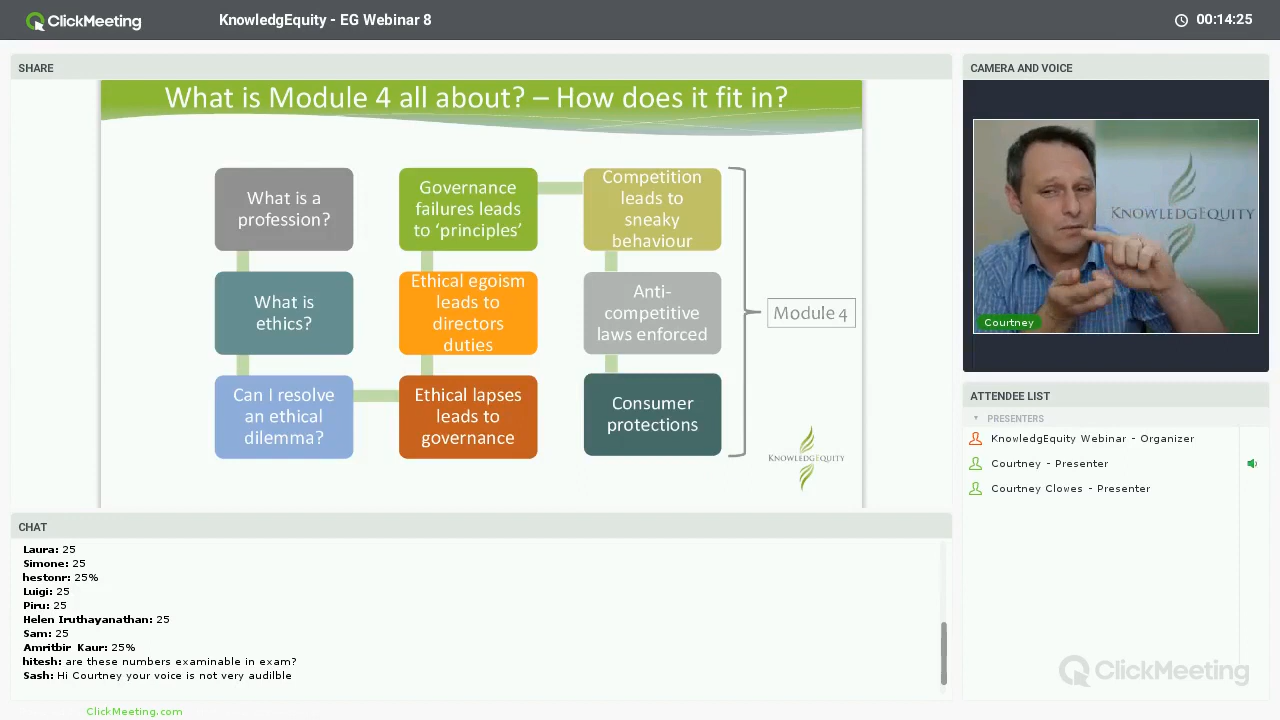 ClickMeeting
KnowledgEquity - EG Webinar 8
00:14:25
SHARE
What is Module 4 all about? – How does it fit in?
What is a
profession?
What is
ethics?
Can I resolve
an ethical
dilemma?
Governance
failures leads
to ‘principles’
Ethical egoism
leads to
directors
duties
Ethical lapses
leads to
governance
Competition
leads to
sneaky
behaviour
Anti-
competitive
laws enforced
Consumer
protections
Module 4
KNOWLEDGEQUITY
CAMERA AND VOICE
KNOWLEDGEQUITY
Courtney
ATTENDEE LIST
PRESENTERS
KnowledgEquity Webinar - Organizer
Courtney - Presenter
Courtney Clowes - Presenter
CHAT
Laura: 25
Simone: 25
hestonr: 25%
Luigi: 25
Piru: 25
Helen Iruthayanathan: 25
Sam: 25
Amritbir Kaur: 25%
hitesh: are these numbers examinable in exam?
Sash: Hi Courtney your voice is not very audilble
ClickMeeting
ClickMeeting.com